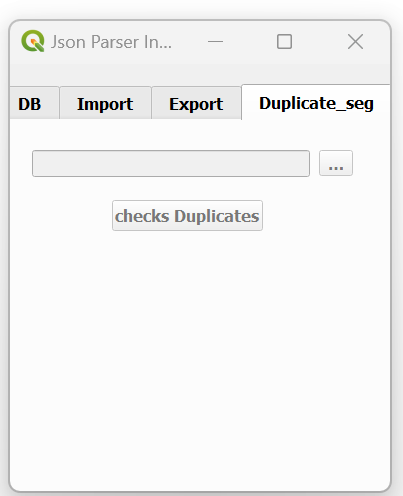 Json Parser In...
DB Import Export Duplicate_seg
...
checks Duplicates